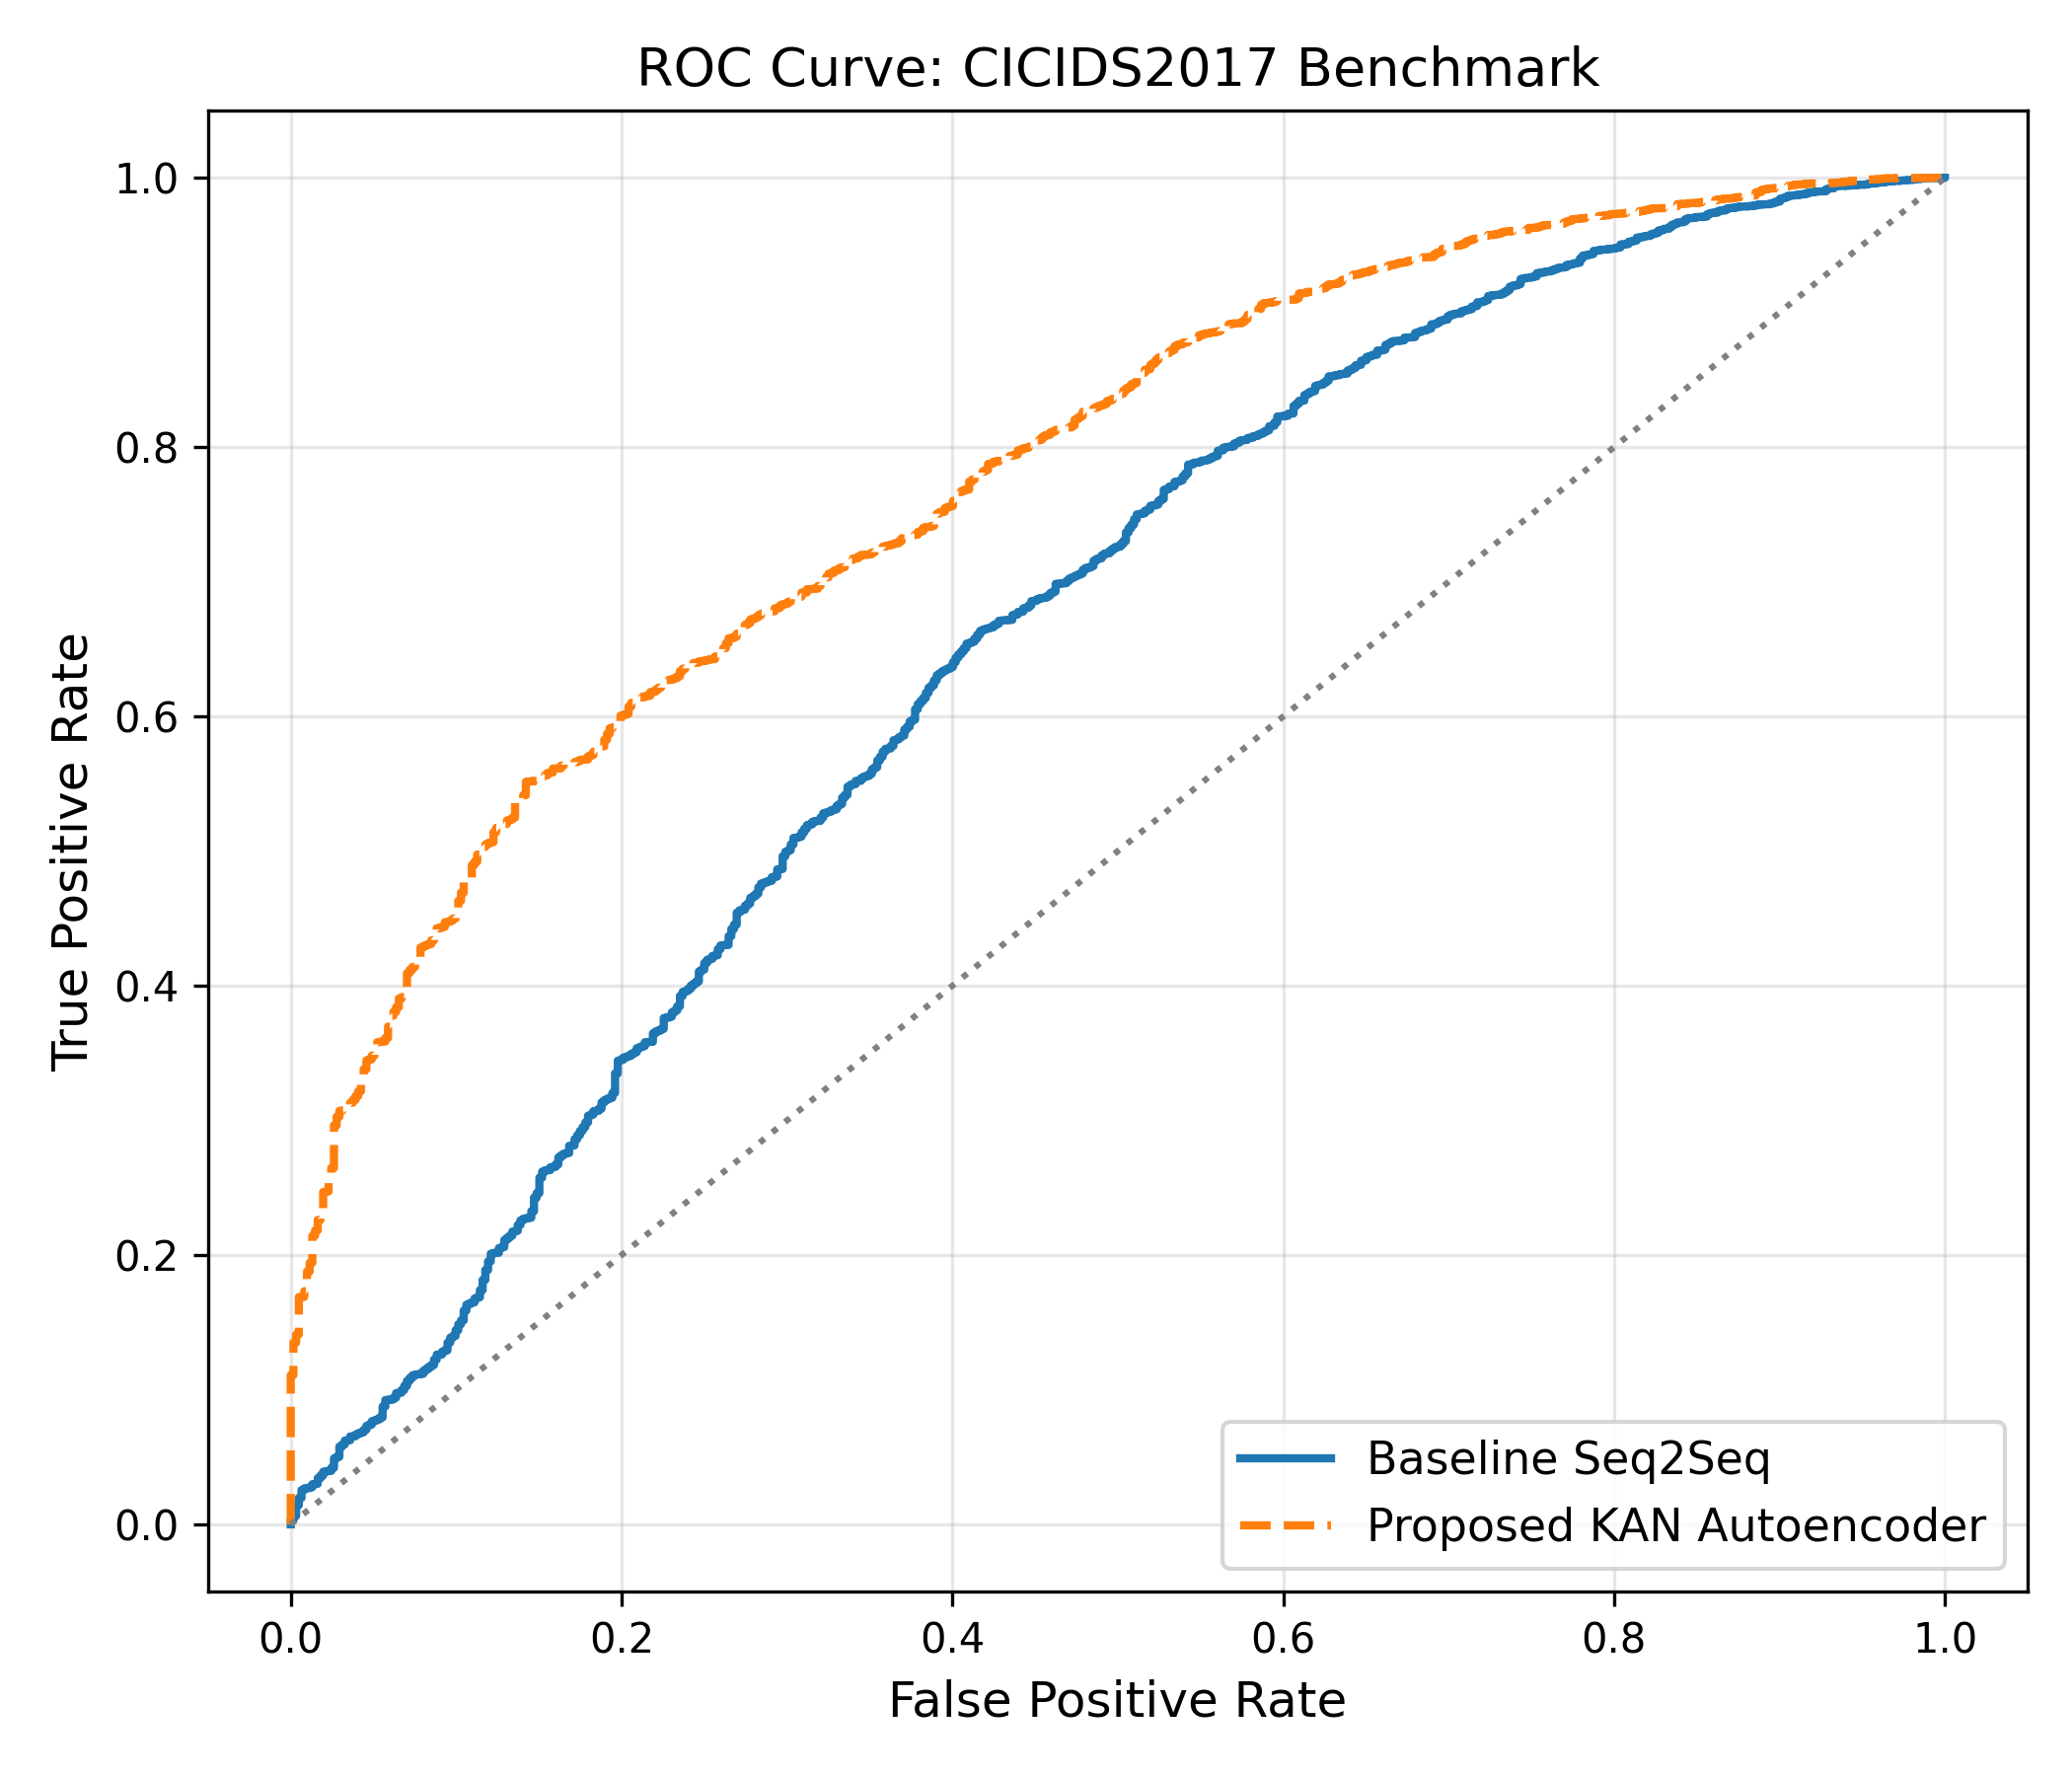 ROC Curve: CICIDS2017 Benchmark
True Positive Rate
1.0
0.8
0.6
0.4
0.2
0.0
Baseline Seq2Seq
Proposed KAN Autoencoder
0.0 0.2 0.4 0.6 0.8 1.0
False Positive Rate